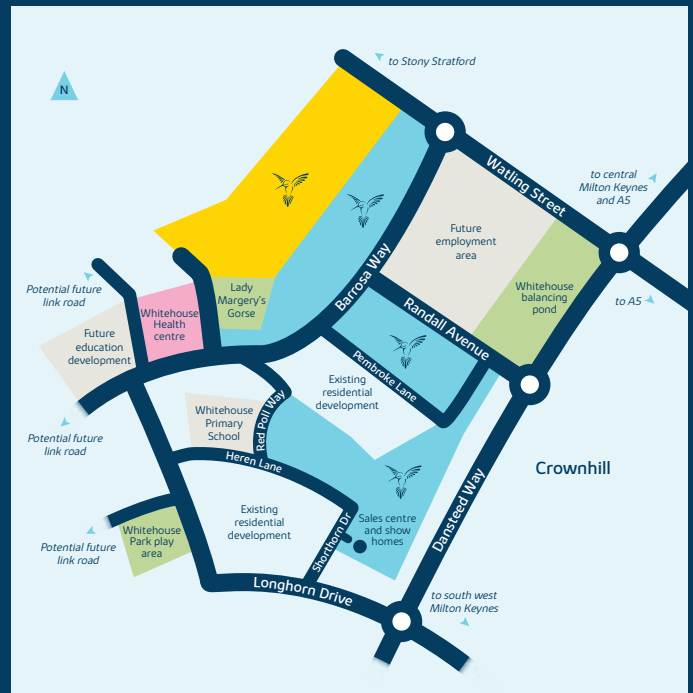 to Stony Stratford
N
Watling Street
to central
Milton Keynes
and A5
Future
employment
area
Barrosa Way
Whitehouse
balancing
pond
to A5
Potential future
link road
Lady
Margery's
Gorse
Whitehouse
Health
centre
Randall Avenue
Future
education
development
Pembroke Lane
Existing
residential
development
Whitehouse
Primary
School
Red Poll Way
Potential future
link road
Heren Lane
Crownhill
Existing
residential
development
Shorthorn Dr
Sales centre
and show
homes
Dansteed Way
Whitehouse
Park play
area
Potential future
link road
Longhorn Drive
to south west
Milton Keynes